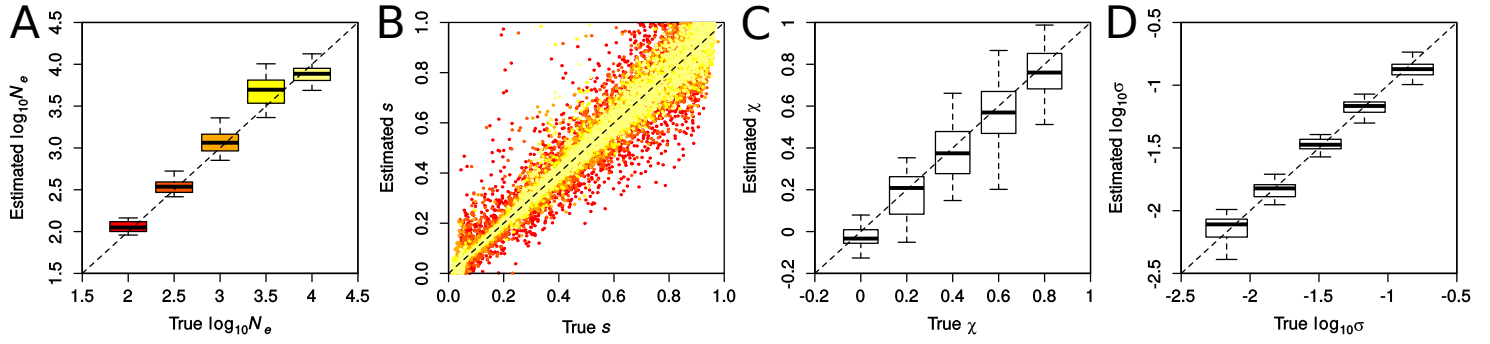 A
Estimated log10Ne
4.5
4.0
3.5
3.0
2.5
2.0
1.5
1.5 2.0 2.5 3.0 3.5 4.0 4.5
True log10Ne
B
Estimated s
1.0
0.8
0.6
0.4
0.2
0.0
0.0 0.2 0.4 0.6 0.8 1.0
True s
C
Estimated χ
1
0.8
0.6
0.4
0.2
0
-0.2
-0.2 0 0.2 0.4 0.6 0.8 1
True χ
D
Estimated log10σ
-0.5
-1
-1.5
-2
-2.5
-2.5 -2 -1.5 -1 -0.5
True log10σ